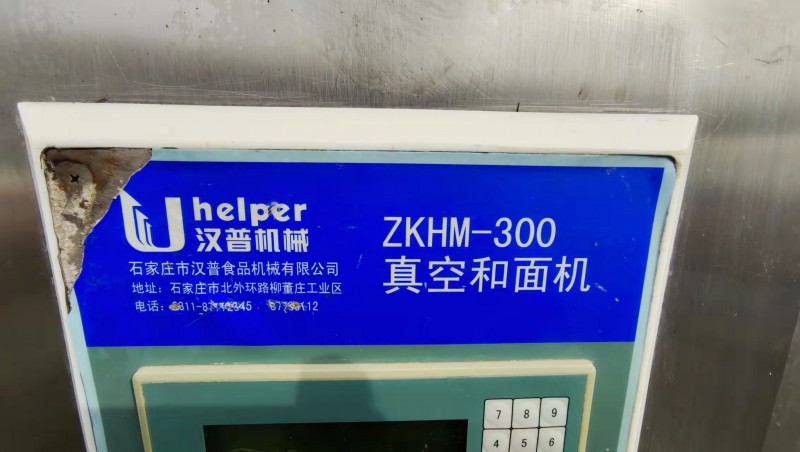 helper
汉普机械
ZKHM-300
真空和面机
石家庄市汉普食品机械有限公司
地址：石家庄市北外环路柳董庄工业区
电话：
7 8 9
4 5 6